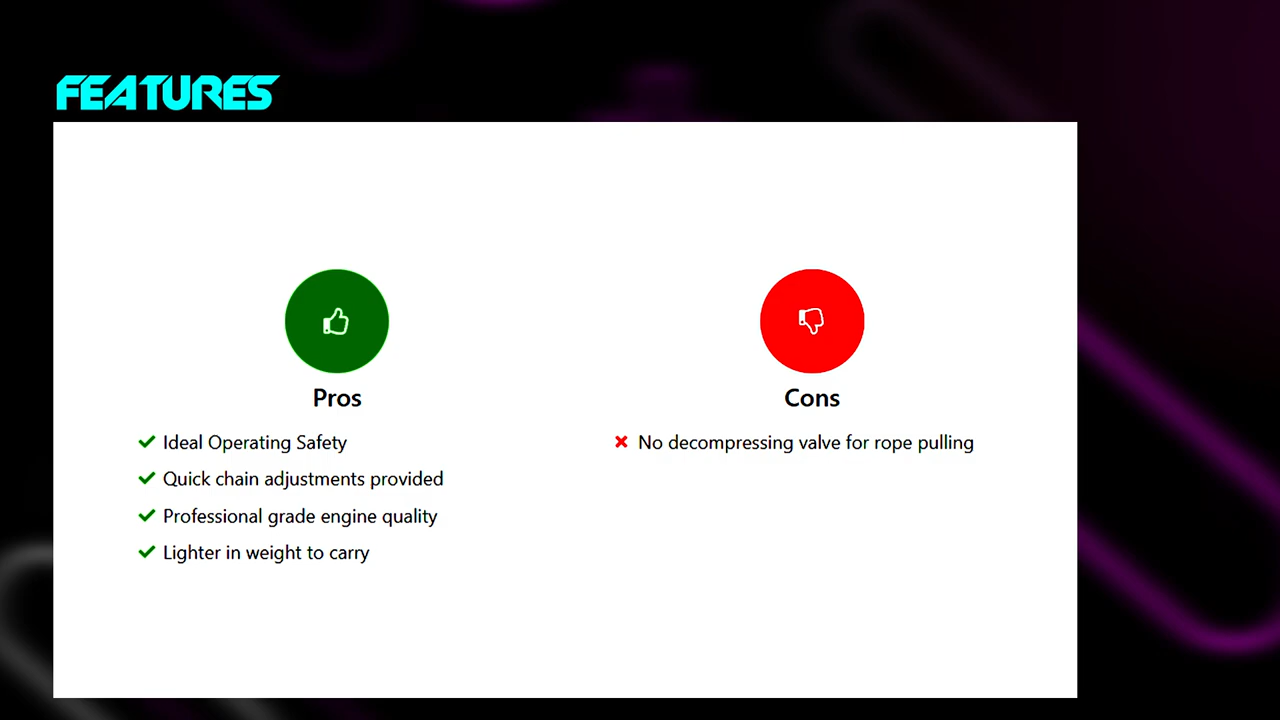 FEATURES
Pros
Ideal Operating Safety
Quick chain adjustments provided
Professional grade engine quality
Lighter in weight to carry
Cons
No decompressing valve for rope pulling